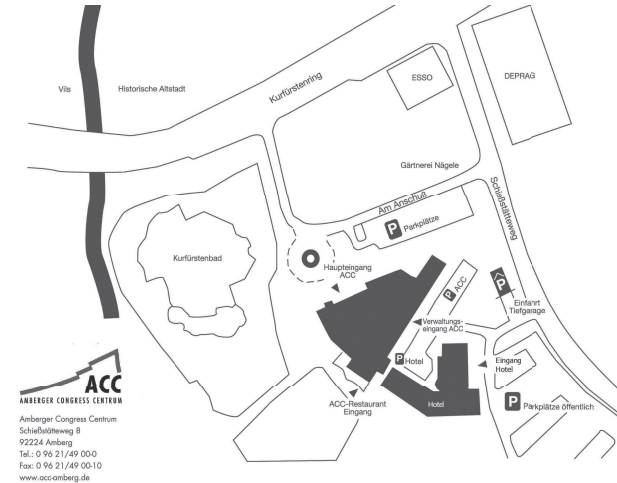 Vils
Historische Altstadt
Kurfürstenring
ESSO
DEPRAG
Gärtnerei Nägele
Am Anschuß
Schießstätteweg
P
Parkplätze
Kurfürstenbad
Haupteingang
ACC
P
ACC
P
Einfahrt
Tiefgarage
Verwaltungs-
eingang ACC
P
Hotel
Eingang
Hotel
ACC-Restaurant
Eingang
Hotel
P
Parkplätze öffentlich
ACC
AMBERGER CONGRESS CENTRUM
Amberger Congress Centrum
Schießstätteweg 8
92224 Amberg
Tel.: 0 96 21/49 00-0
Fax: 0 96 21/49 00-10
www.acc-amberg.de